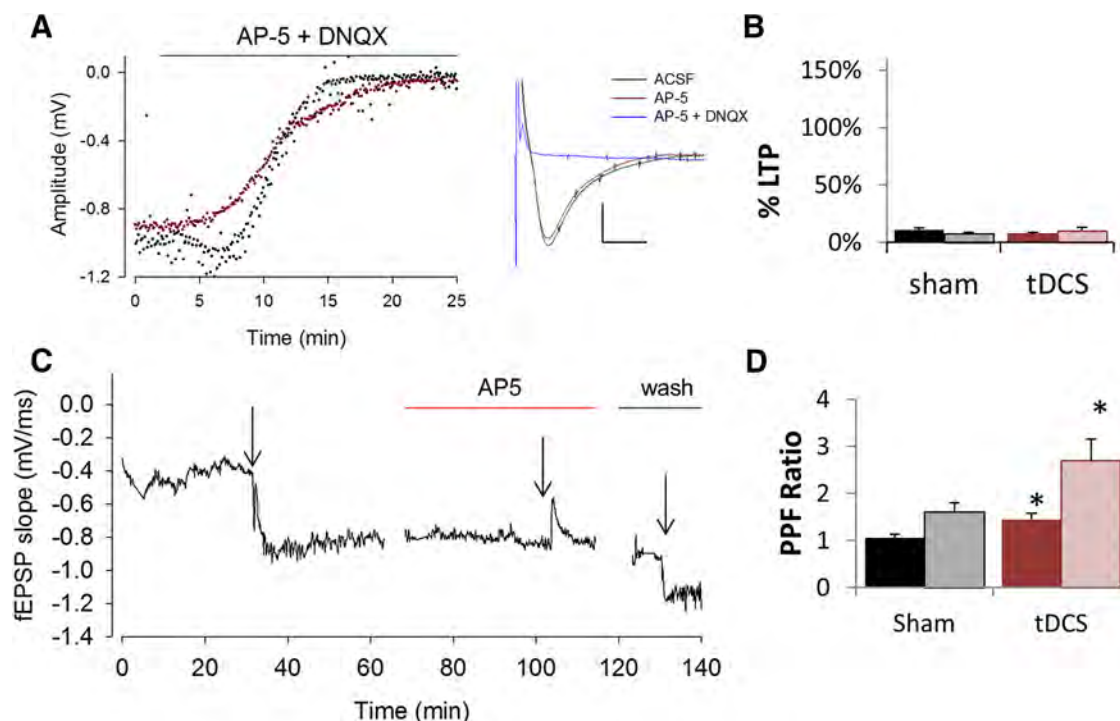 A
AP-5 + DNQX
0.0
-0.4
-0.8
-1.2
Amplitude (mV)
0 5 10 15 20 25
Time (min)
ACSF
AP-5
AP-5 + DNQX
B
150%
100%
50%
0%
% LTP
sham tDCS
C
AP5 wash
0.0
-0.2
-0.4
-0.6
-0.8
-1.0
-1.2
-1.4
fEPSP slope (mV/ms)
0 20 40 60 80 100 120 140
Time (min)
D
4
3
2
1
0
PPF Ratio
* *
Sham tDCS